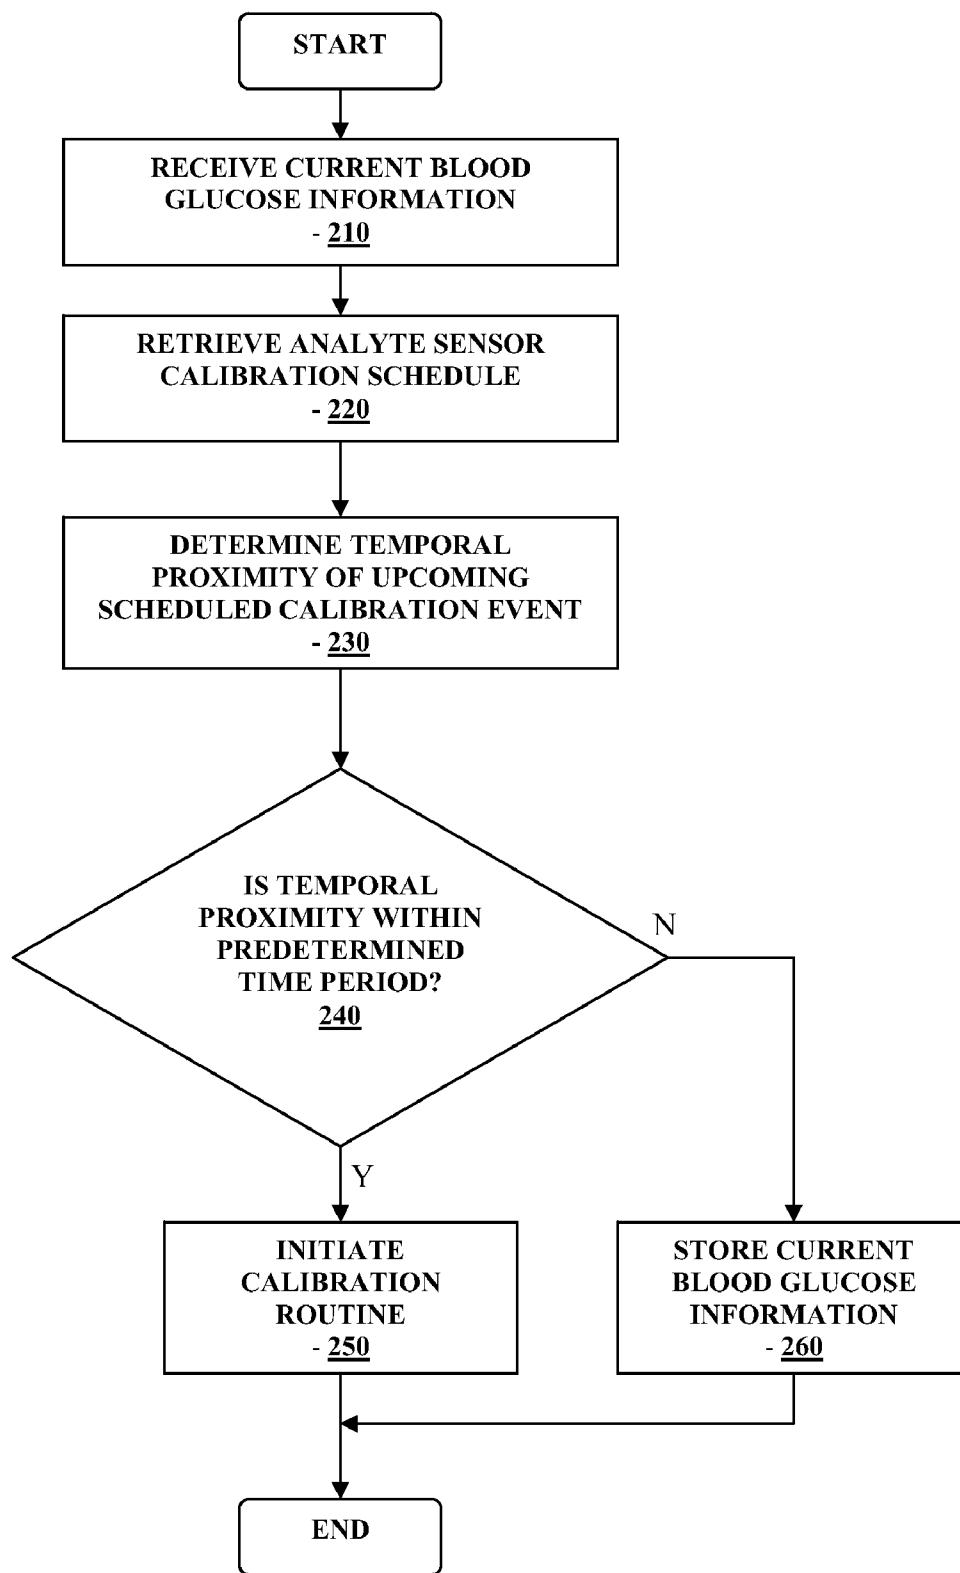 START
RECEIVE CURRENT BLOOD
GLUCOSE INFORMATION
- 210
RETRIEVE ANALYTE SENSOR
CALIBRATION SCHEDULE
- 220
DETERMINE TEMPORAL
PROXIMITY OF UPCOMING
SCHEDULED CALIBRATION EVENT
- 230
IS TEMPORAL
PROXIMITY WITHIN
PREDETERMINED
TIME PERIOD?
240
N
Y
INITIATE
CALIBRATION
ROUTINE
- 250
STORE CURRENT
BLOOD GLUCOSE
INFORMATION
- 260
END